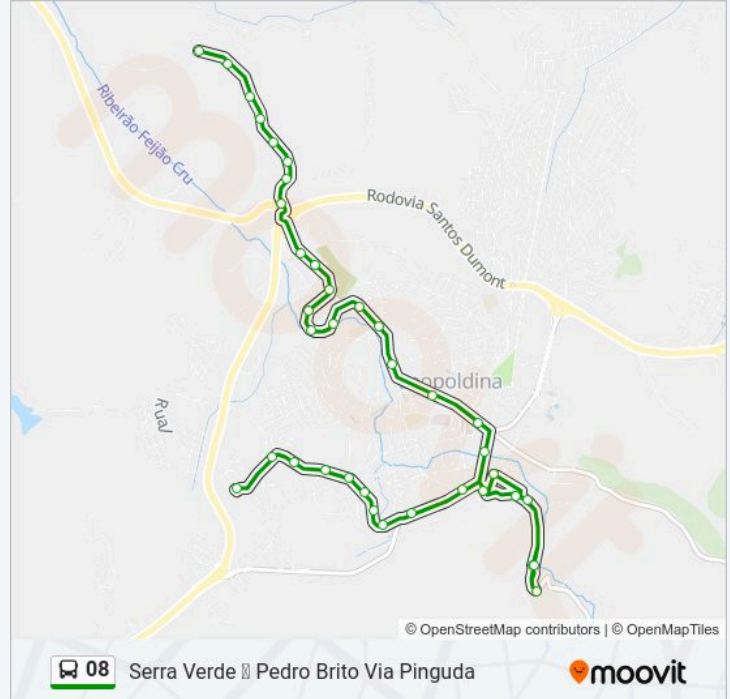 Ribeirão Feijão Cru
Rodovia Santos Dumont
opoldina
Rua
moovit
© OpenStreetMap contributors | © OpenMapTiles
08 Serra Verde  Pedro Brito Via Pinguda
moovit